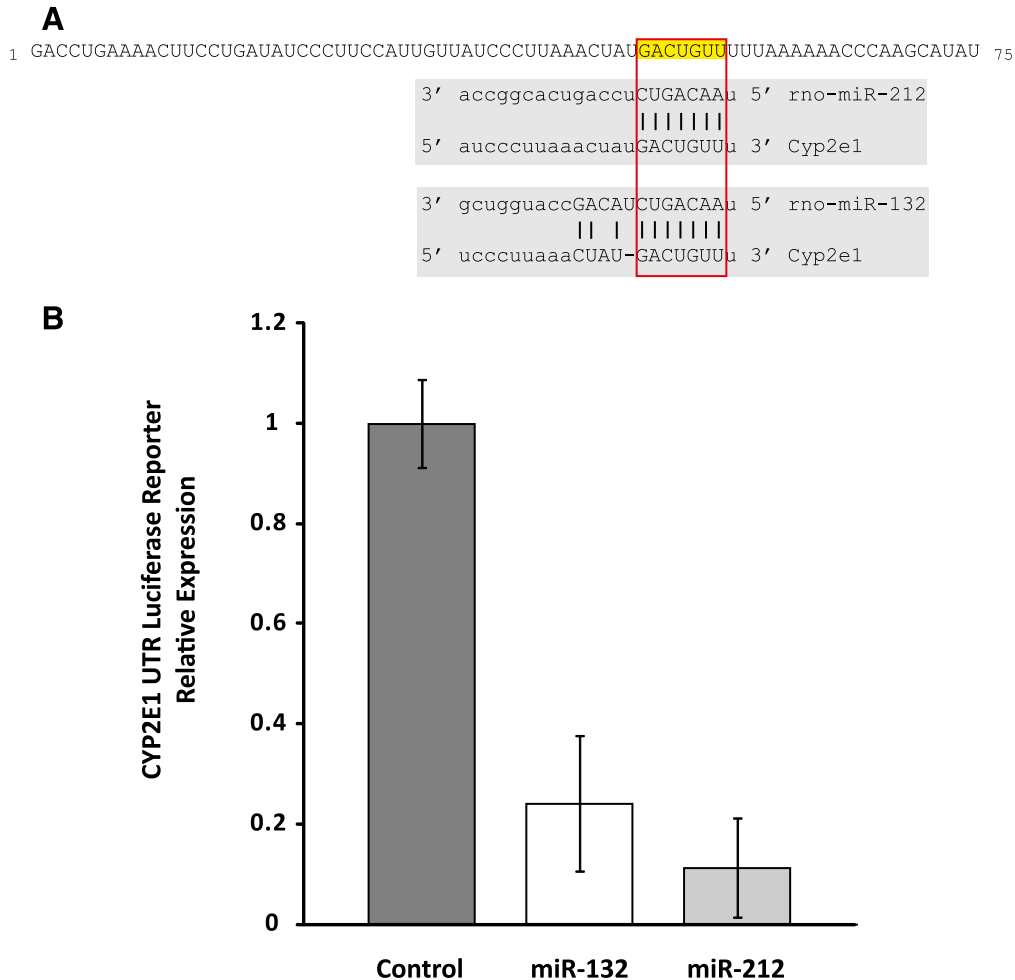 A
1 GACCUGAAAACUUCCUGAUAUCCCUUCCAUUGUUAUCCCUUAAACUAUGACUGUUUUUAAAAAACCCAAGCAUAU 75
3′ accggcacugaccuCUGACAAu 5′ rno-miR-212
5′ aucccuuaaacuauGACUGUUu 3′ Cyp2e1
3′ gcugguaccGACAUCUGACAAu 5′ rno-miR-132
5′ ucccuuaaaCUAU-GACUGUUu 3′ Cyp2e1
B
CYP2E1 UTR Luciferase Reporter
Relative Expression
1.2
1
0.8
0.6
0.4
0.2
0
Control miR-132 miR-212